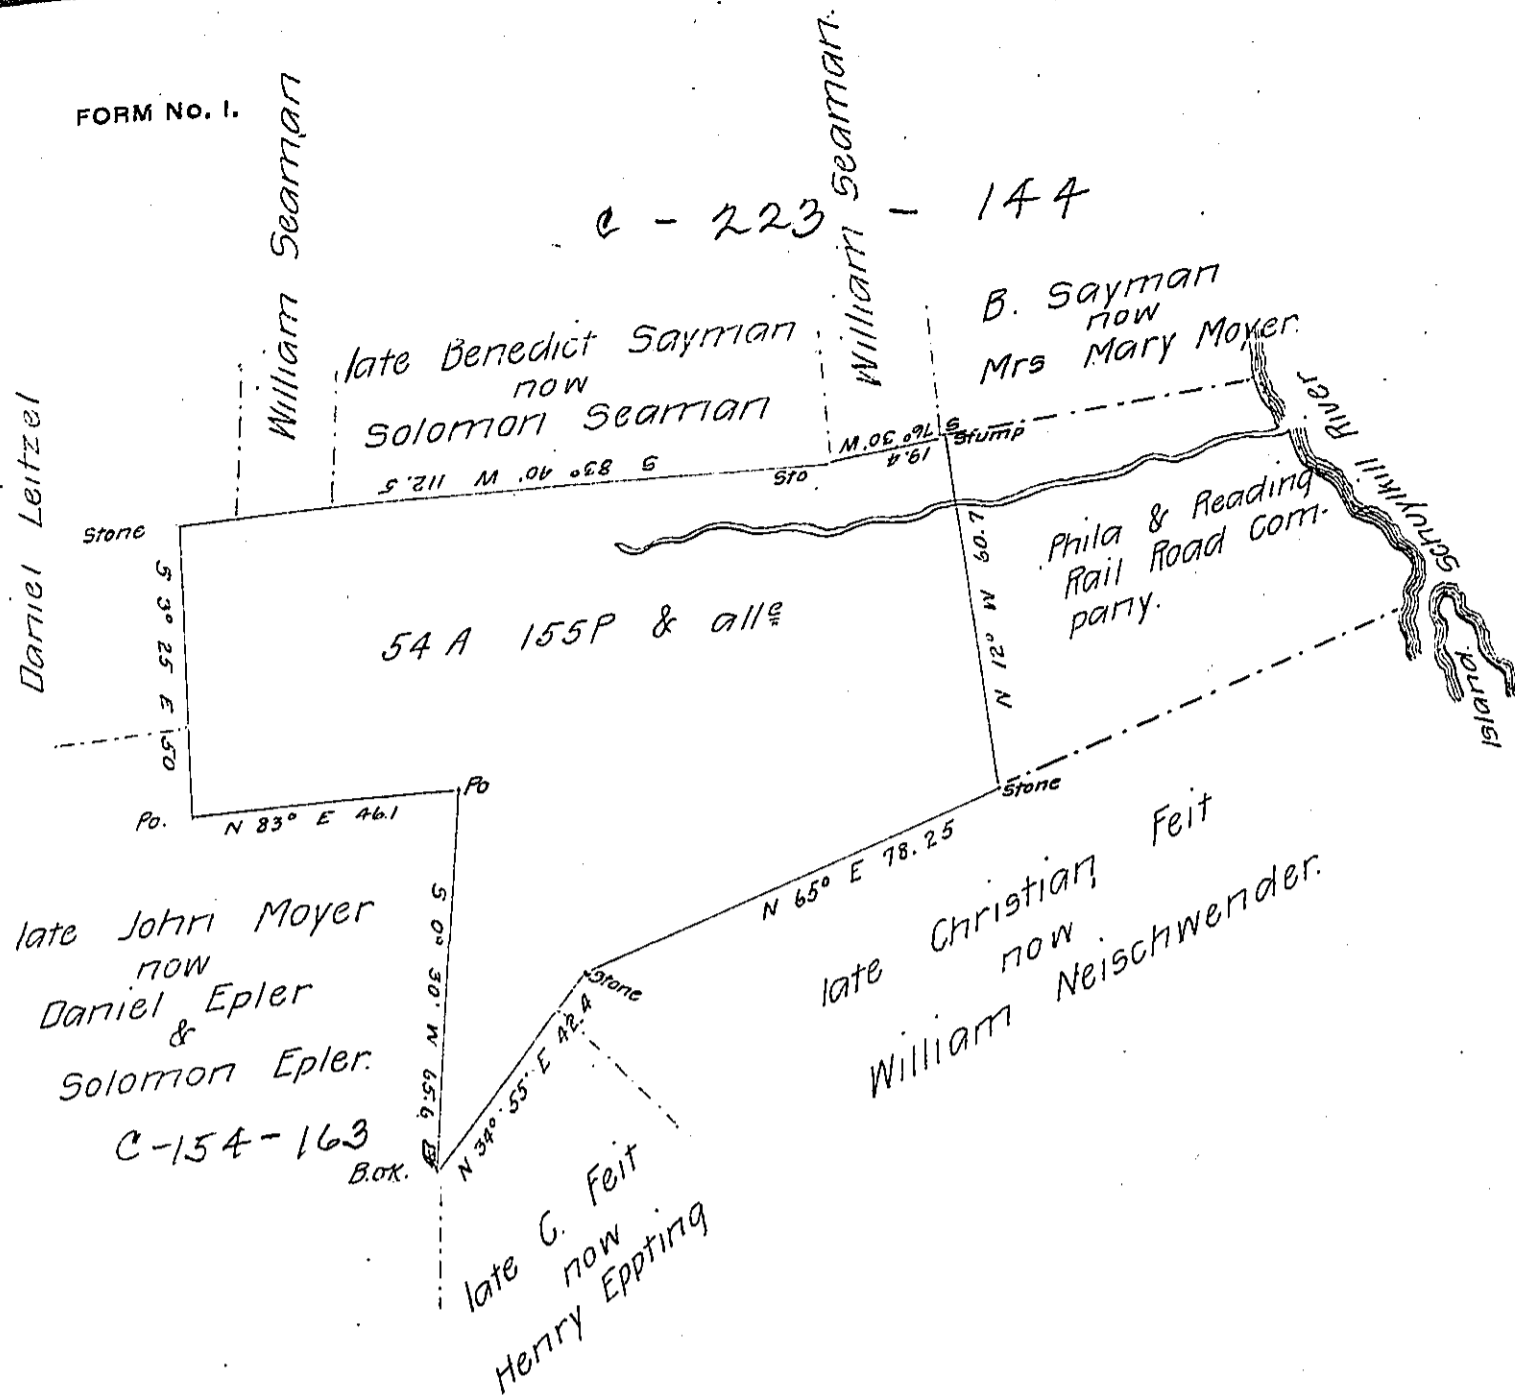 FORM No. 1.
William Seaman
William Seaman.
C - 223 - 144
B. Sayman
now
Mrs Mary Moyer.
late Benedict Sayman
now
Solomon Seaman
Daniel Leitzel
Schuylkill River
Island.
Stone
S 83° 40' W 112.5
Sto
S 76° 30' W
19.4
Stump
S 3° 25 E 50
54 A 155P & alle
N 12° W 60.7
Phila & Reading
Rail Road Com-
pany.
Po.
N 83° E 46.1
Po
Stone
N 65° E 78.25
S 0° 30' W 65.6
Stone
N 34° 55' E 42.4
B.OK.
late John Moyer
now
Daniel Epler
&
Solomon Epler.
C-154-163
late Christian Feit
now
William Neischwender.
late C. Feit
now
Henry Eppting